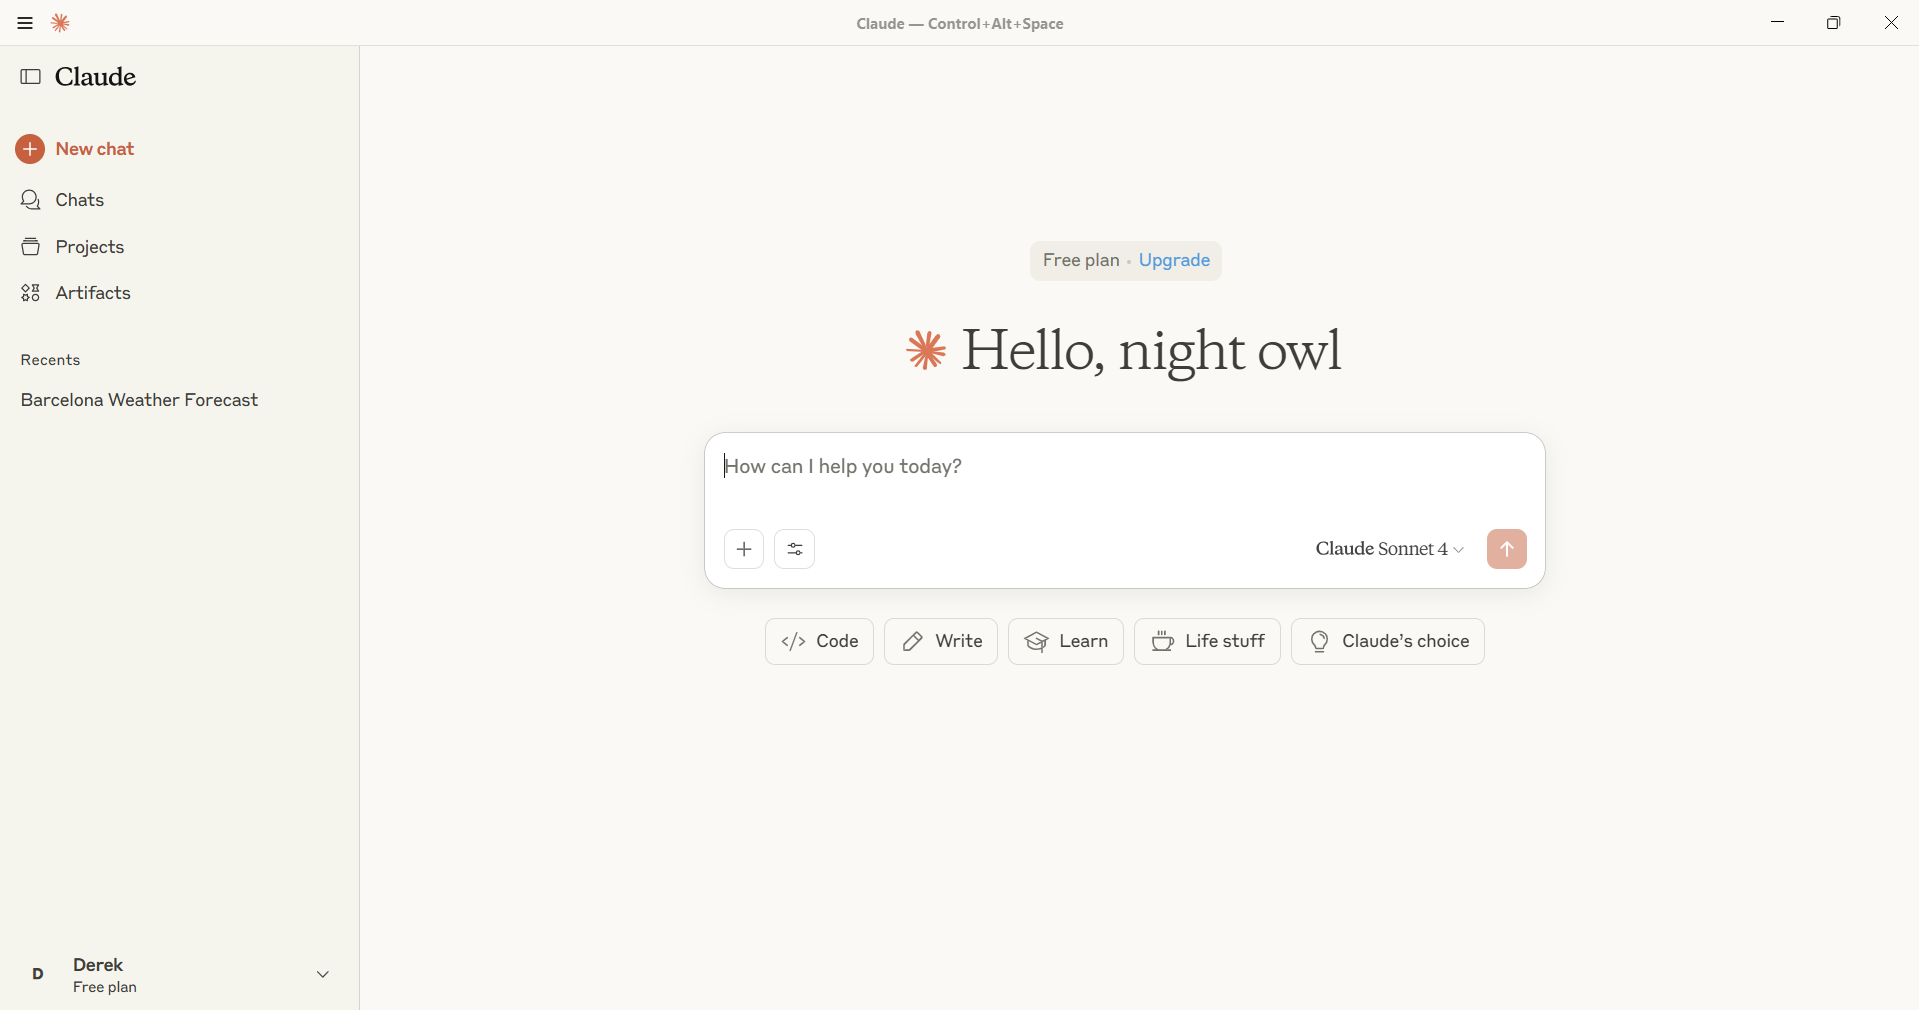 Claude — Control+Alt+Space
Claude
New chat
Chats
Projects
Artifacts
Recents
Barcelona Weather Forecast
D
Derek
Free plan
Free plan • Upgrade
Hello, night owl
How can I help you today?
Claude Sonnet 4
</> Code
Write
Learn
Life stuff
Claude’s choice